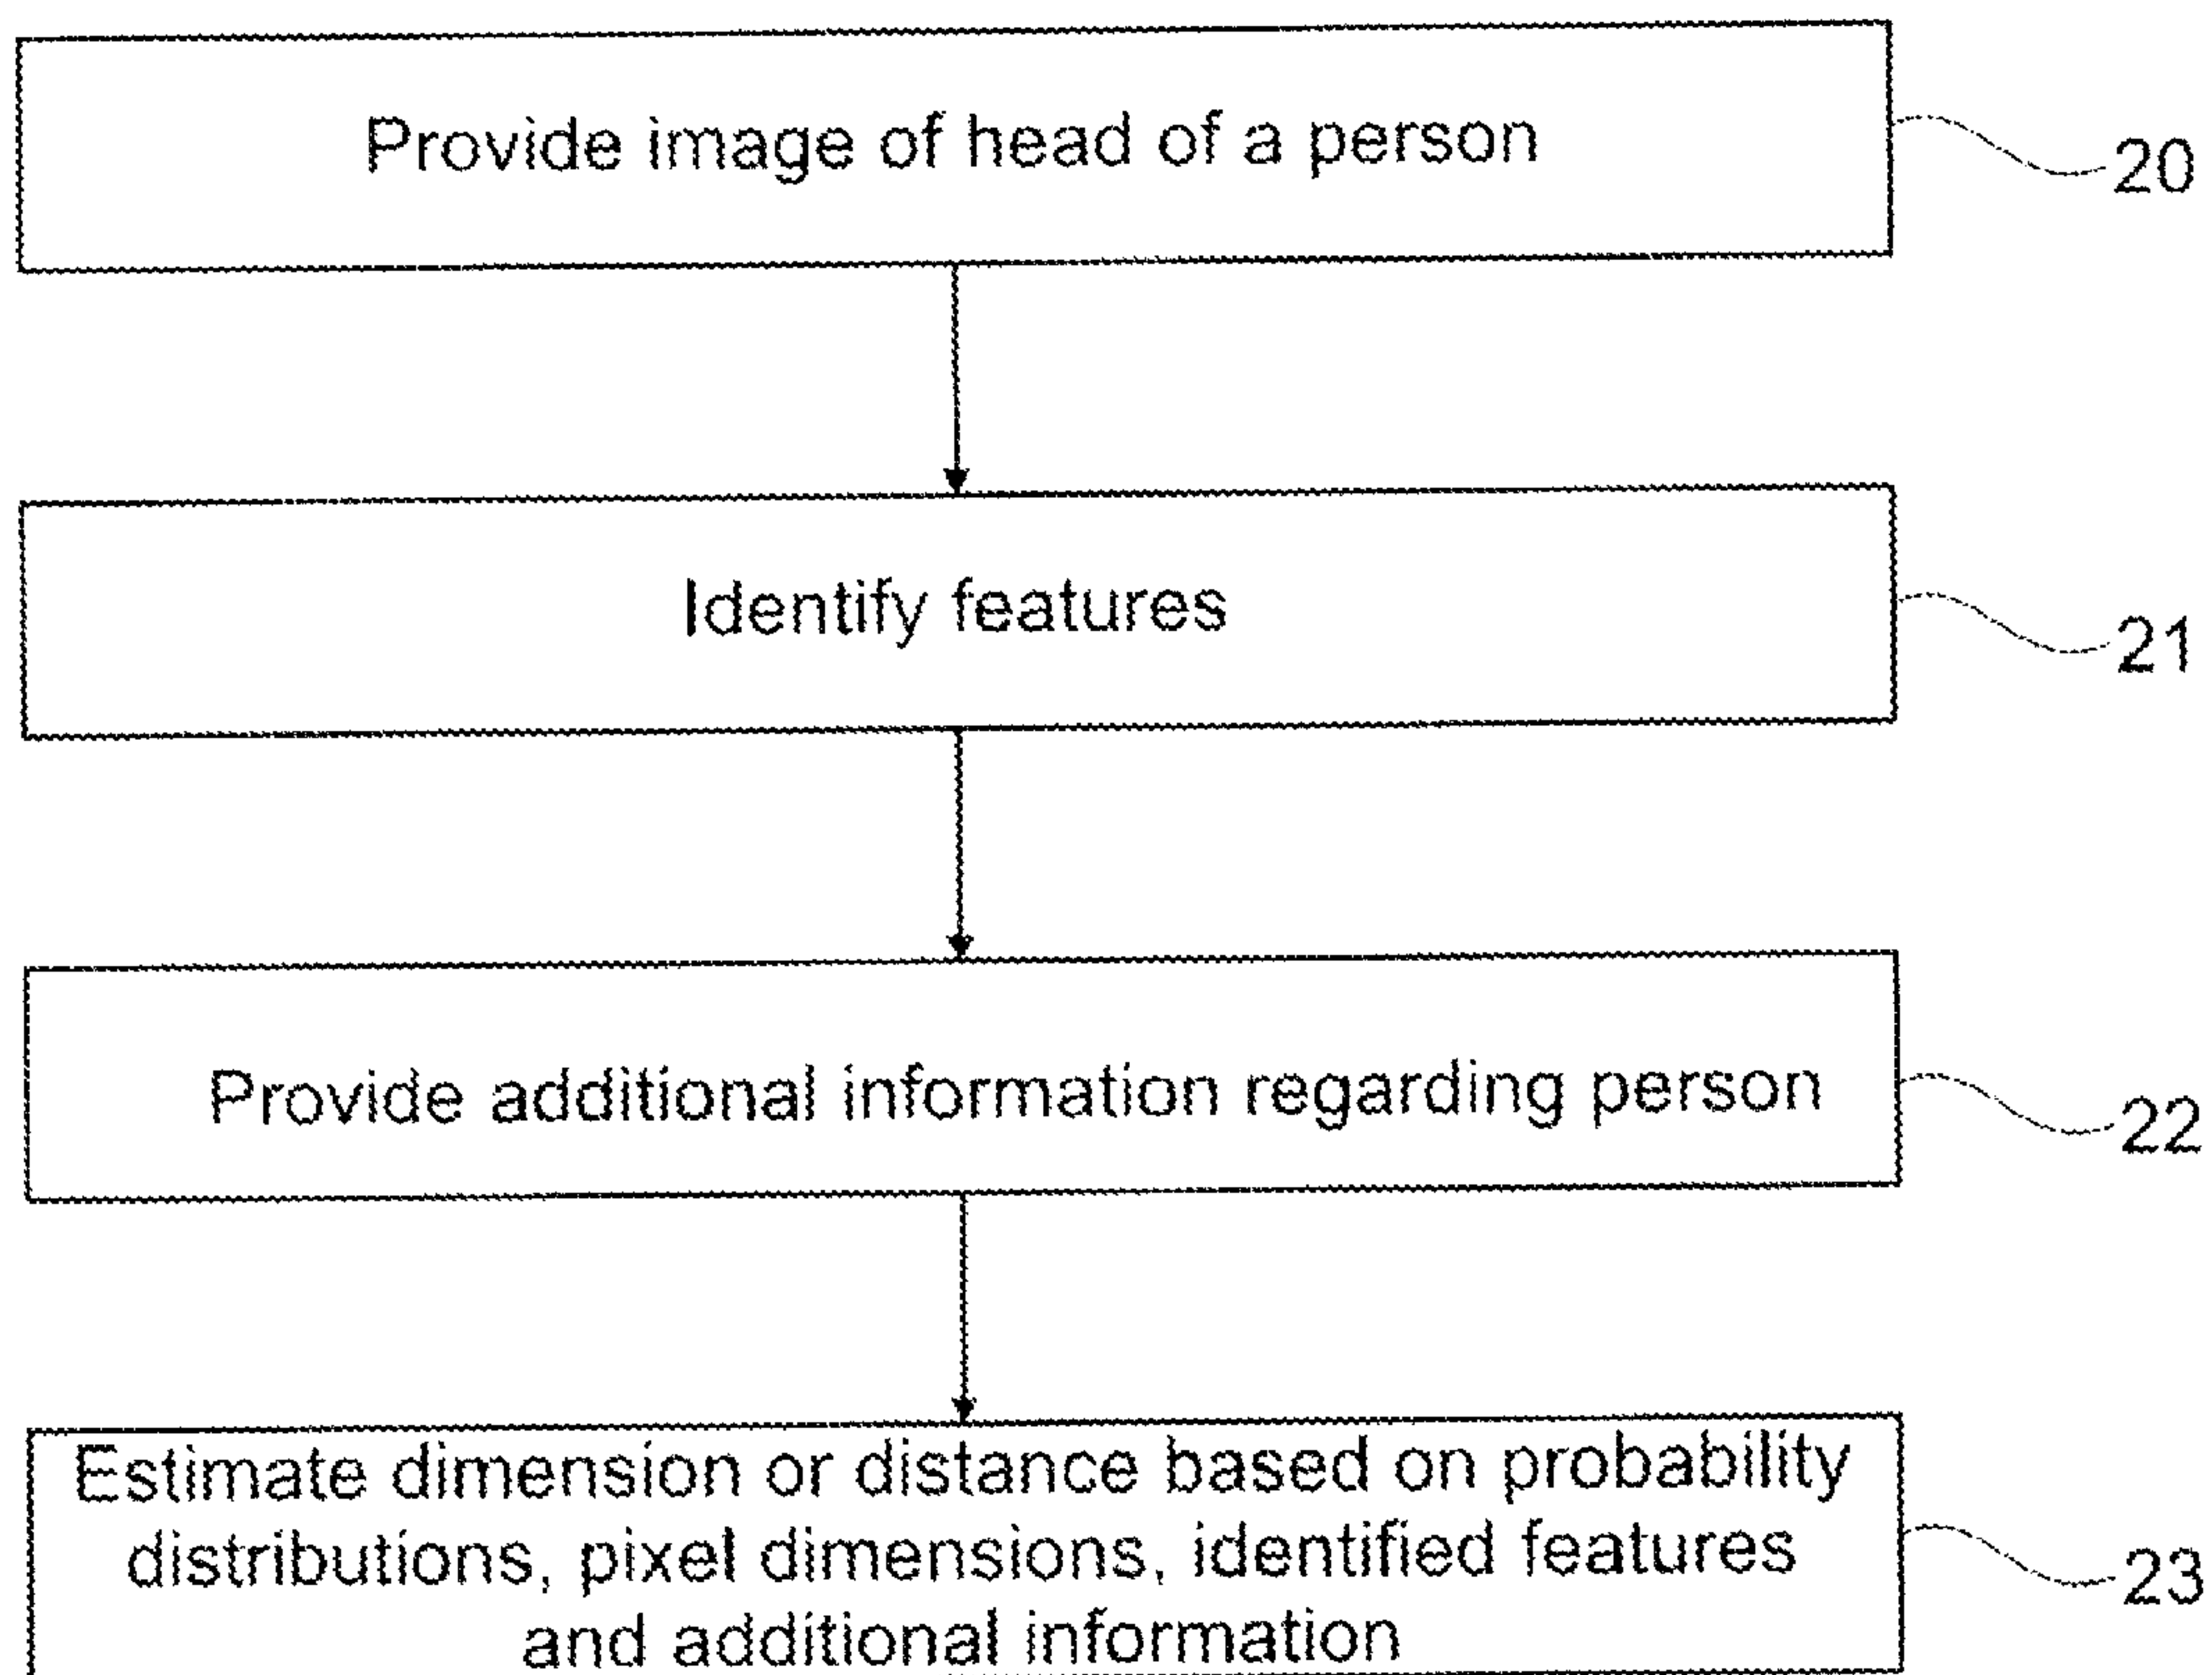 Provide image of head of a person
20
Identify features
21
Provide additional information regarding person
22
Estimate dimension or distance based on probability
distributions, pixel dimensions, identified features
and additional information
23